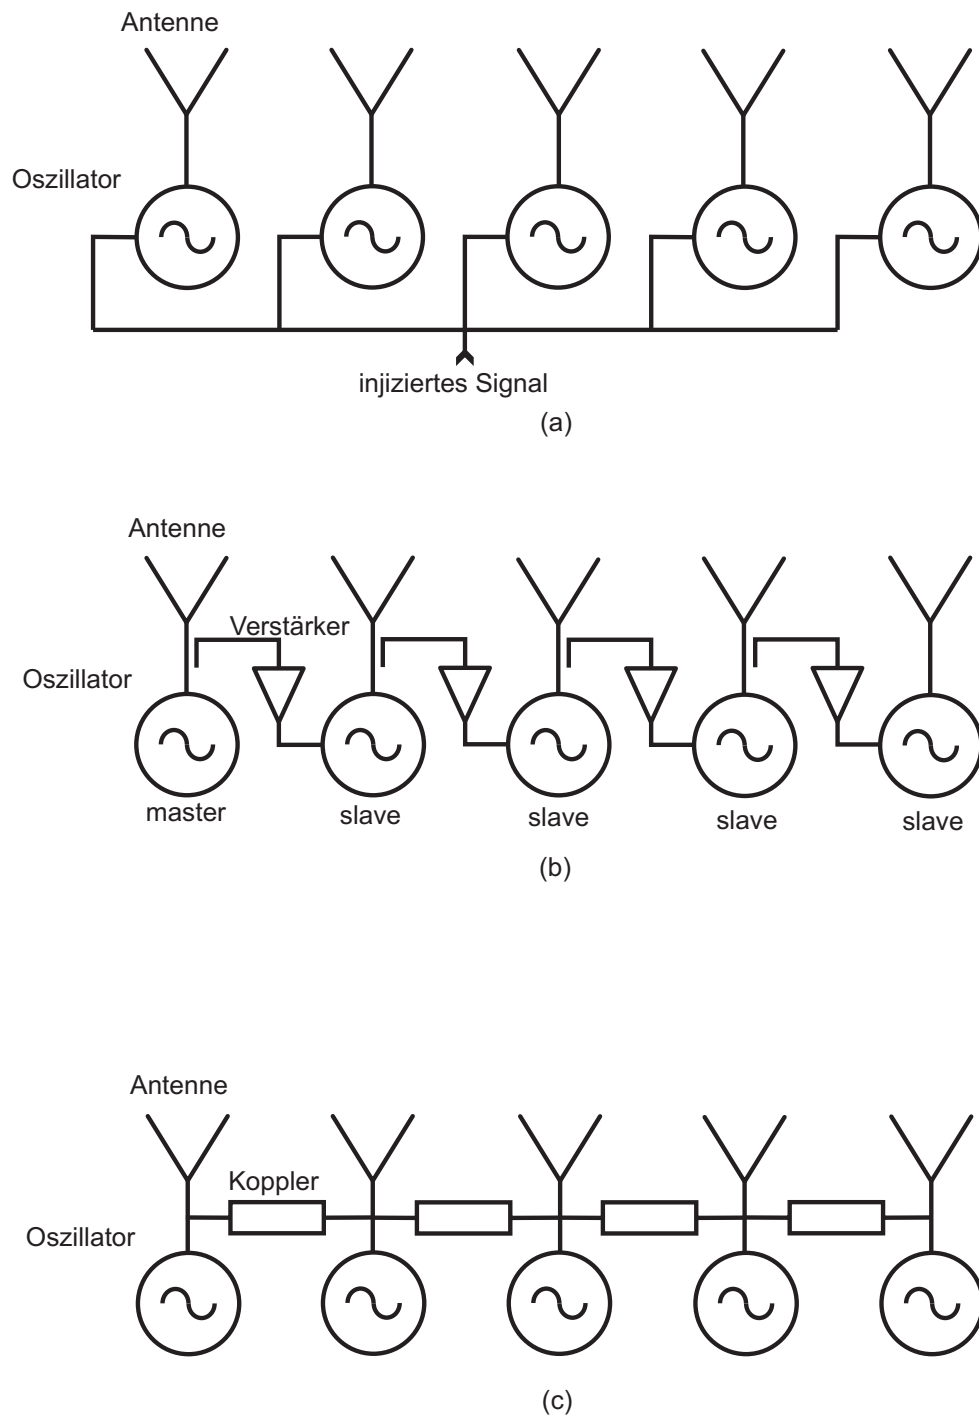 Antenne
Oszillator
injiziertes Signal
(a)
Antenne
Verstärker
Oszillator
master
slave
slave
slave
slave
(b)
Antenne
Koppler
Oszillator
(c)